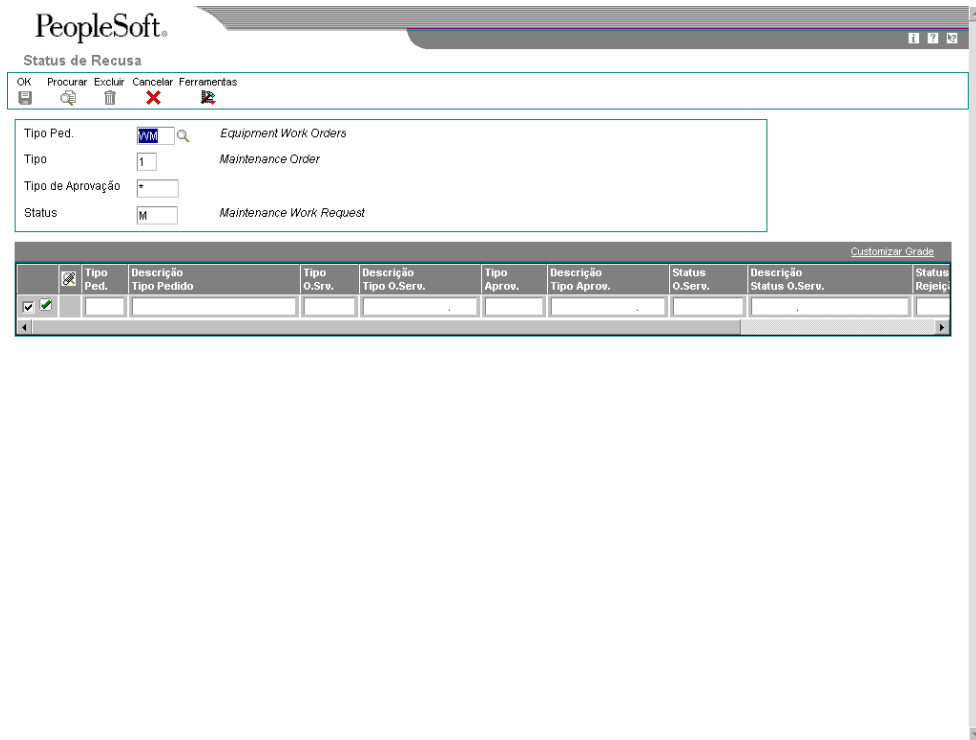 PeopleSoft®
Status de Recusa
OK Procurar Excluir Cancelar Ferramentas
Tipo Ped. WM Equipment Work Orders
Tipo 1 Maintenance Order
Tipo de Aprovação *
Status M Maintenance Work Request
Customizar Grade
Tipo Descrição Tipo Descrição Tipo Descrição Status Descrição Status
Ped. Tipo Pedido O.Srv. Tipo O.Serv. Aprov. Tipo Aprov. O.Serv. Status O.Serv.
. . .